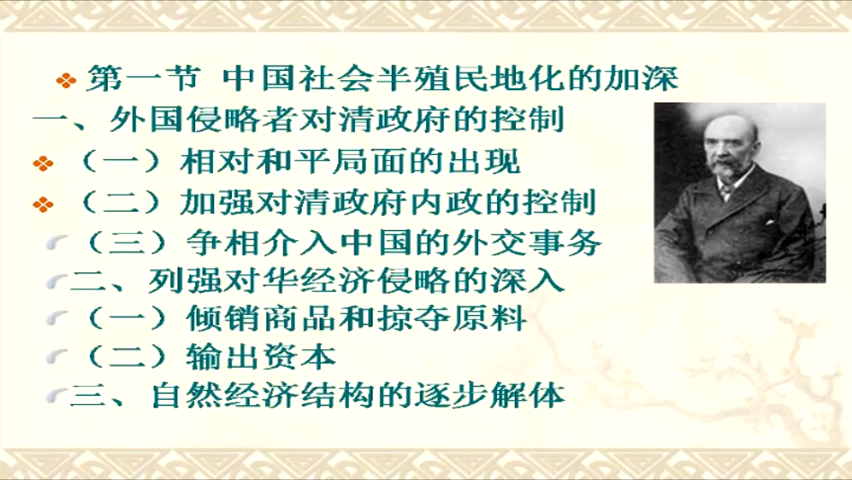 第一节 中国社会半殖民地化的加深
一、外国侵略者对清政府的控制
（一）相对和平局面的出现
（二）加强对清政府内政的控制
（三）争相介入中国的外交事务
二、列强对华经济侵略的深入
（一）倾销商品和掠夺原料
（二）输出资本
三、自然经济结构的逐步解体